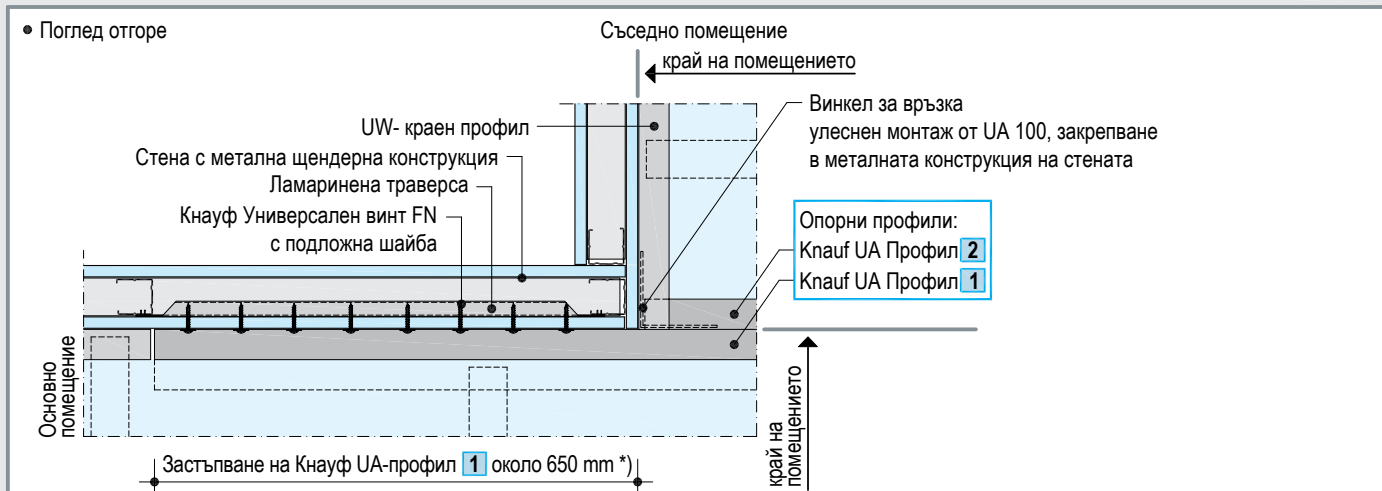 • Поглед отгоре
Съседно помещение
край на помещението
UW- краен профил
Стена с метална щендерна конструкция
Ламаринена траверса
Кнауф Универсален винт FN
с подложна шайба
Винкел за връзка
улеснен монтаж от UA 100, закрепване
в металната конструкция на стената
Опорни профили:
Knauf UA Профил 2
Knauf UA Профил 1
Основно
помещение
край на
помещението
Застъпване на Кнауф UA-профил 1 около 650 mm *)